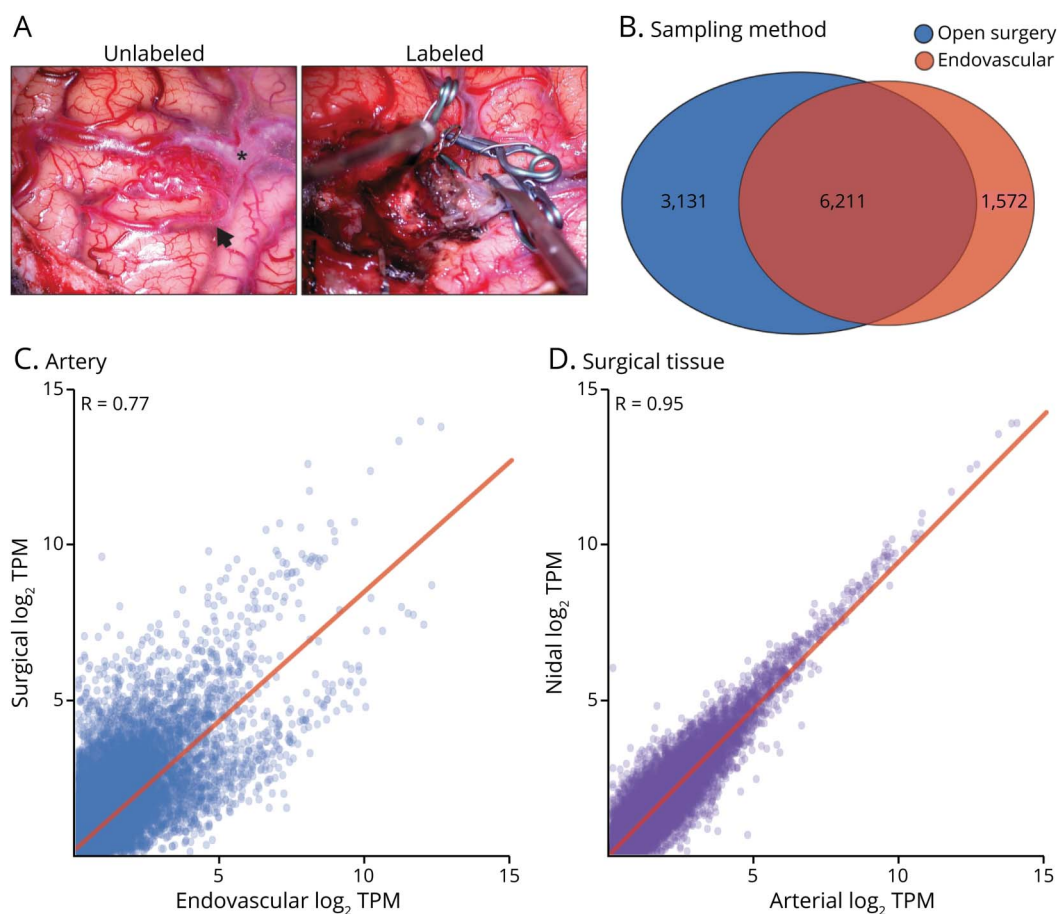 A
Unlabeled
Labeled
*
B. Sampling method
Open surgery
Endovascular
3,131
6,211
1,572
C. Artery
15
R = 0.77
10
5
Surgical log₂ TPM
5
10
15
Endovascular log₂ TPM
D. Surgical tissue
15
R = 0.95
10
5
Nidal log₂ TPM
5
10
15
Arterial log₂ TPM